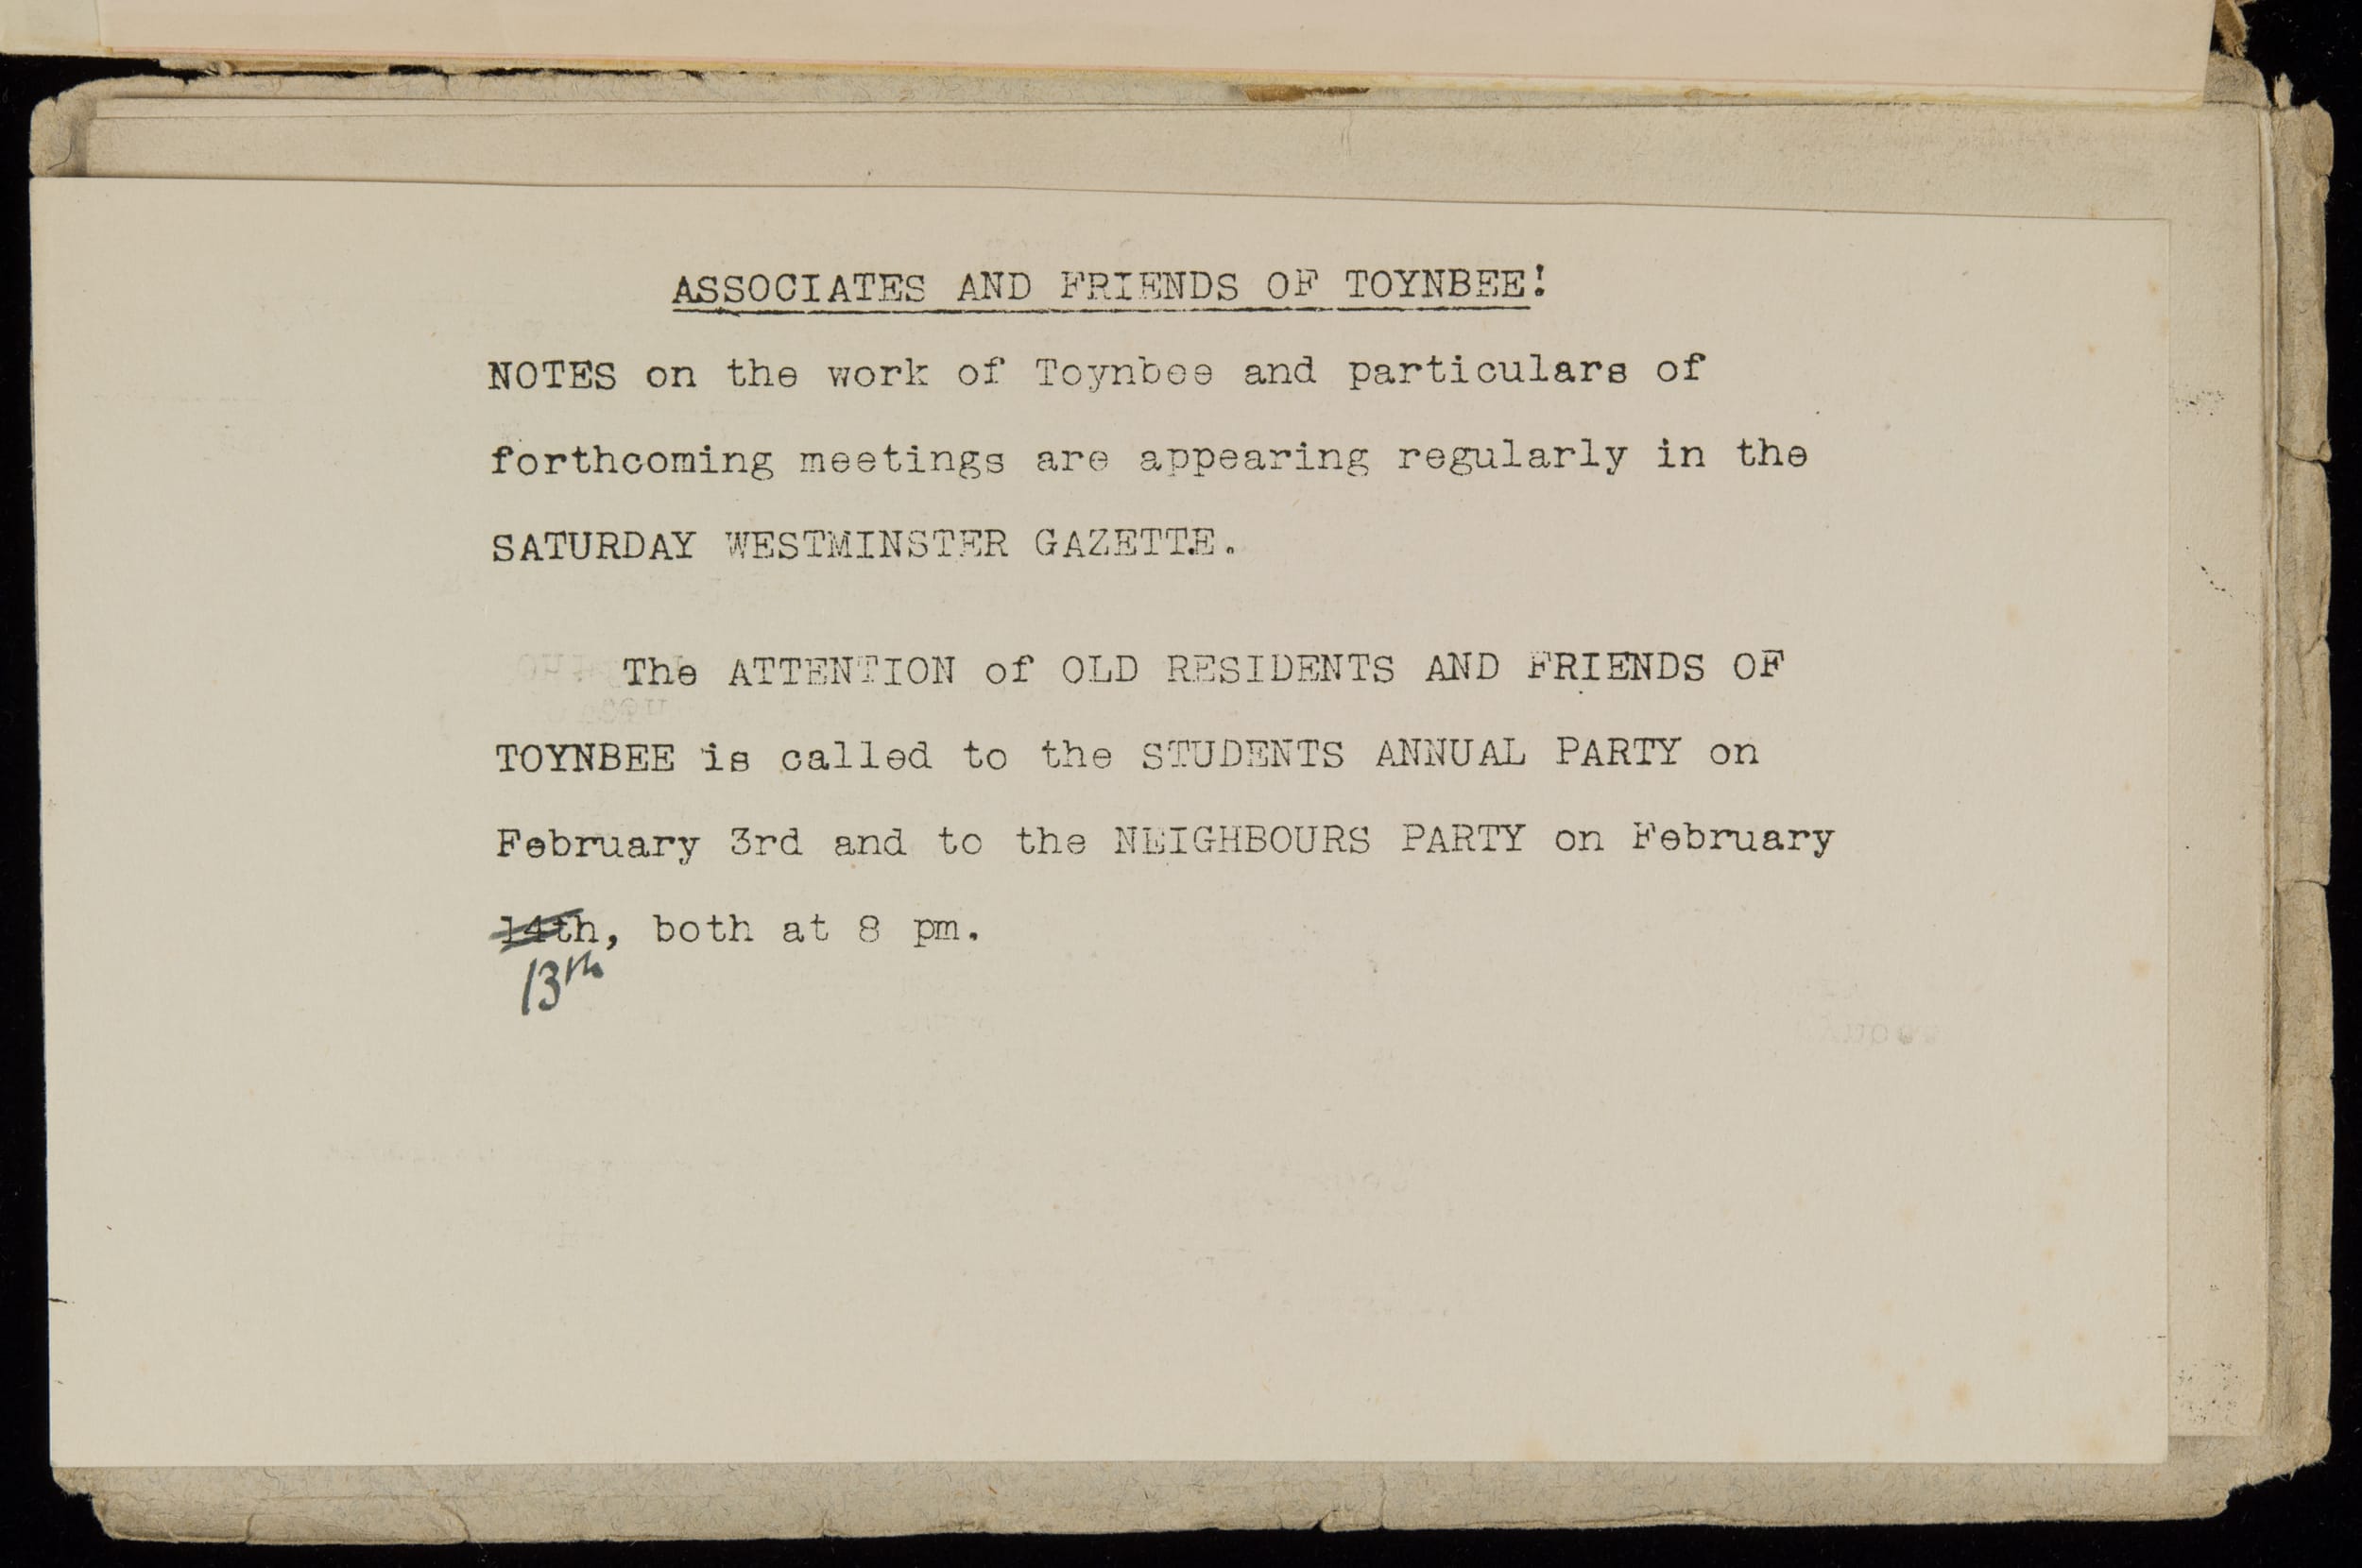 ASSOCIATES AND FRIENDS OF TOYNBEE!
NOTES on the work of Toynbee and particulars of
forthcoming meetings are appearing regularly in the
SATURDAY WESTMINSTER GAZETTE.
The ATTENTION of OLD RESIDENTS AND FRIENDS OF
TOYNBEE is called to the STUDENTS ANNUAL PARTY on
February 3rd and to the NEIGHBOURS PARTY on February
14th, both at 8 pm.
13th